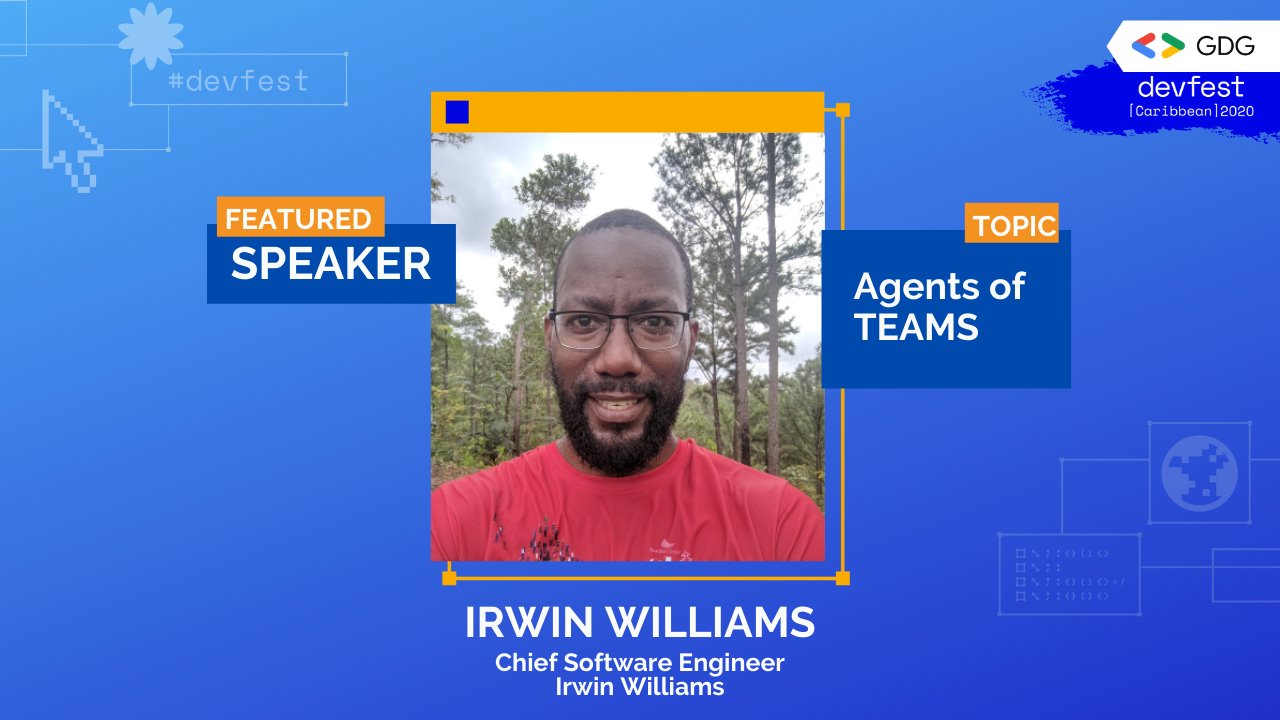 #devfest
GDG
devfest
[Caribbean]2020
FEATURED
SPEAKER
TOPIC
Agents of
TEAMS
IRWIN WILLIAMS
Chief Software Engineer
Irwin Williams